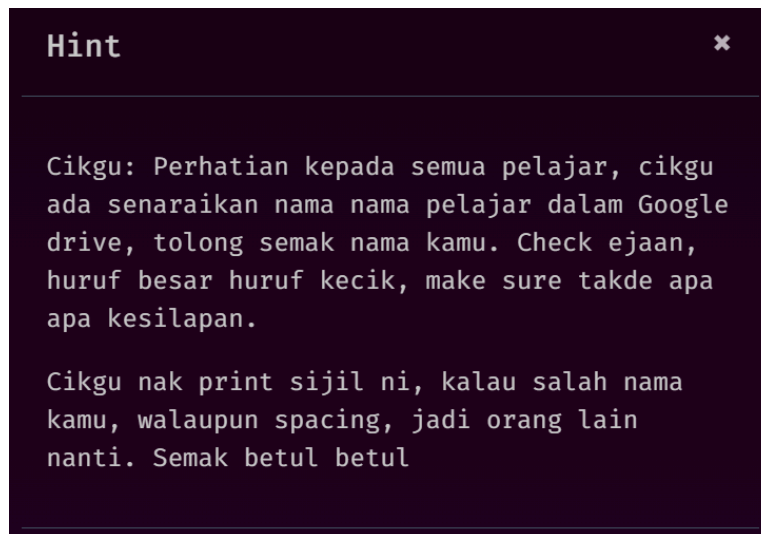 Hint ✖
Cikgu: Perhatian kepada semua pelajar, cikgu
ada senaraikan nama nama pelajar dalam Google
drive, tolong semak nama kamu. Check ejaan,
huruf besar huruf kecik, make sure takde apa
apa kesilapan.
Cikgu nak print sijil ni, kalau salah nama
kamu, walaupun spacing, jadi orang lain
nanti. Semak betul betul